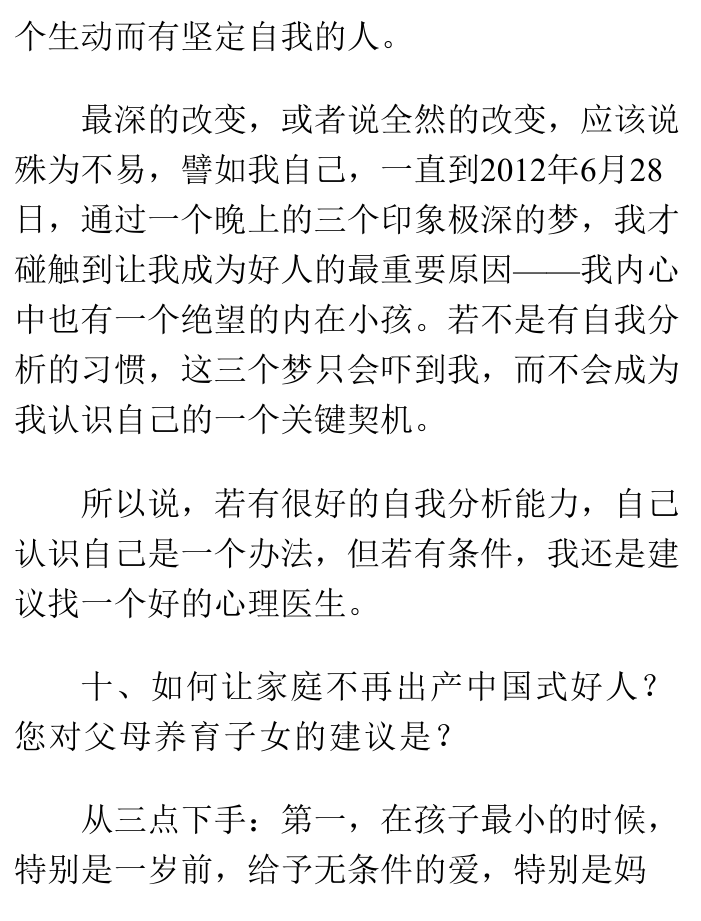 个生动而有坚定自我的人。
最深的改变，或者说全然的改变，应该说
殊为不易，譬如我自己，一直到2012年6月28
日，通过一个晚上的三个印象极深的梦，我才
碰触到让我成为好人的最重要原因——我内心
中也有一个绝望的内在小孩。若不是有自我分
析的习惯，这三个梦只会吓到我，而不会成为
我认识自己的一个关键契机。
所以说，若有很好的自我分析能力，自己
认识自己是一个办法，但若有条件，我还是建
议找一个好的心理医生。
十、如何让家庭不再出产中国式好人？
您对父母养育子女的建议是？
从三点下手：第一，在孩子最小的时候，
特别是一岁前，给予无条件的爱，特别是妈